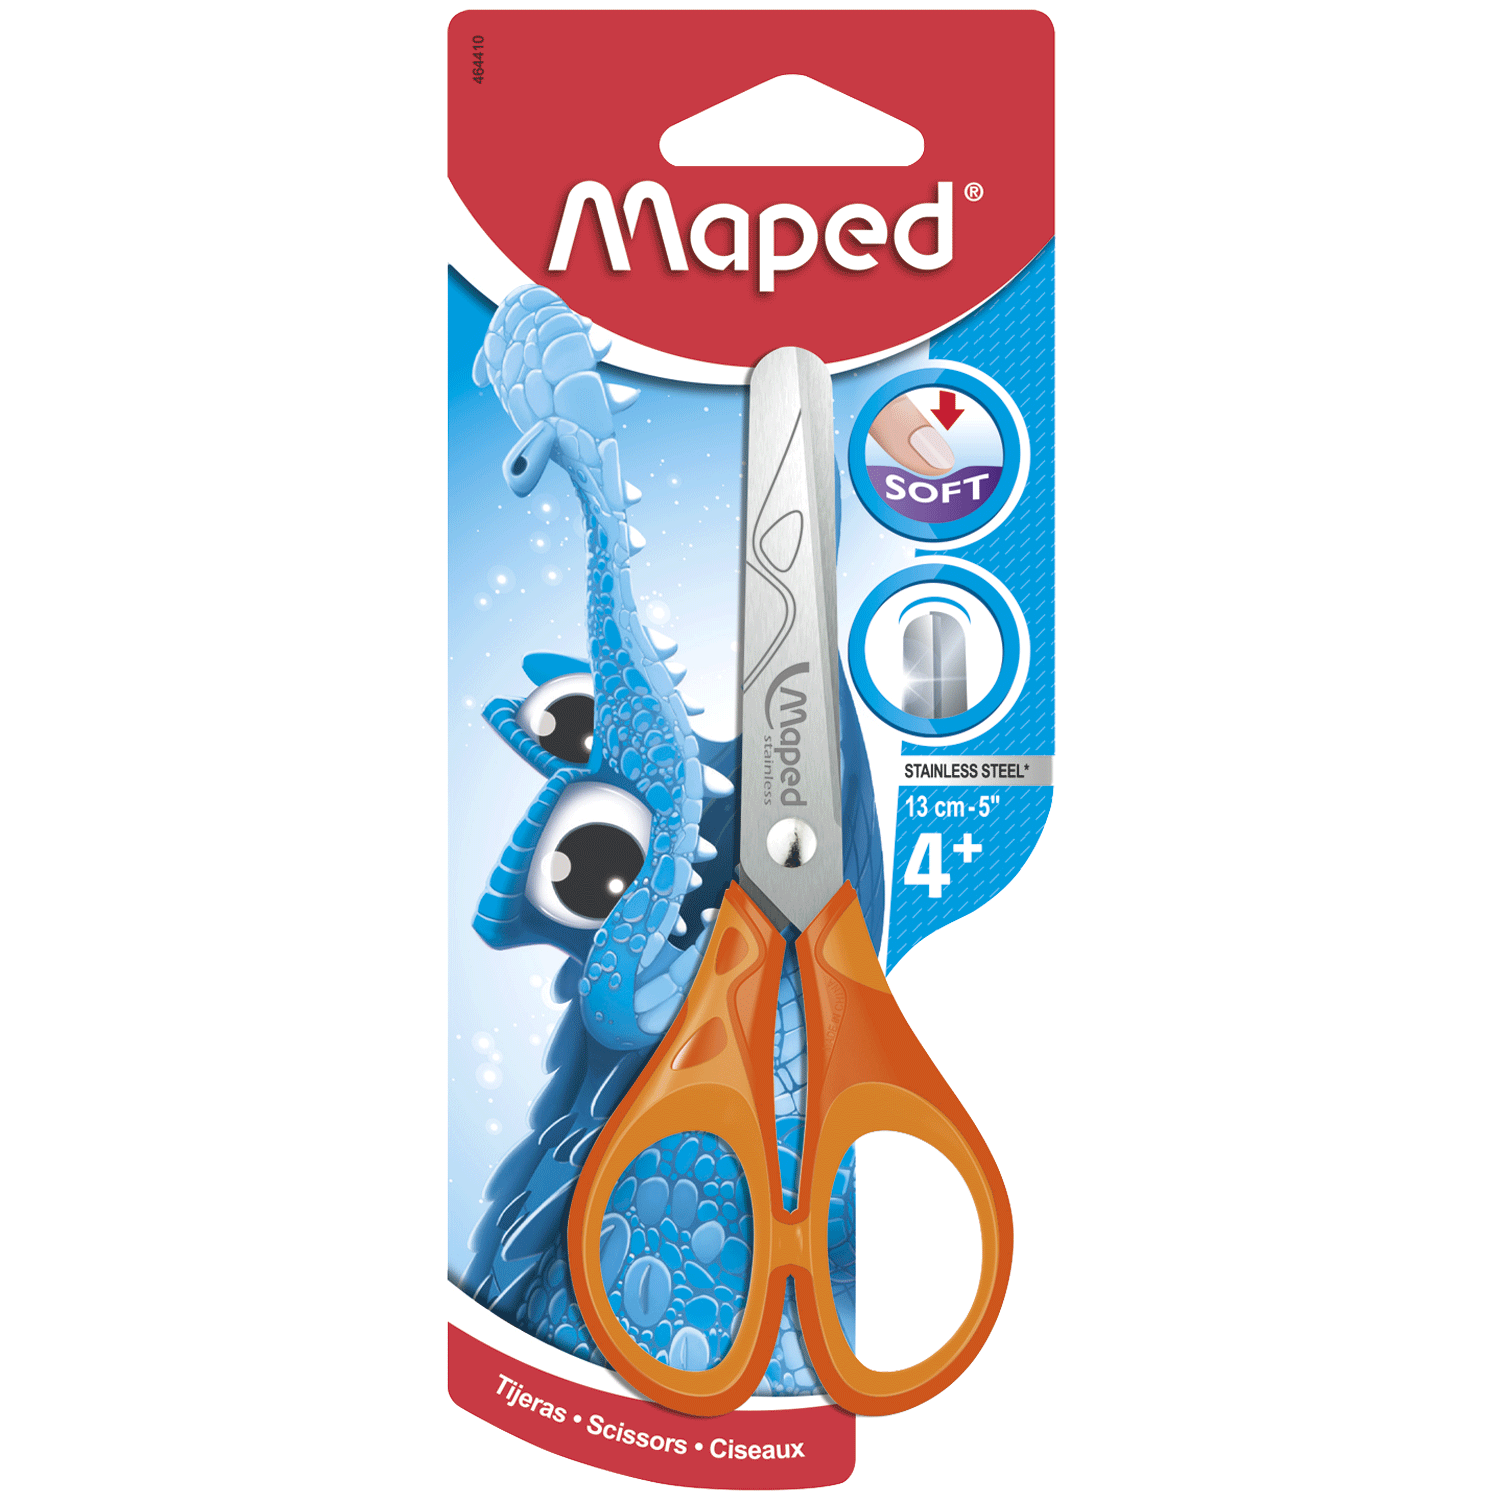 464410
Maped®
SOFT
Maped
stainless
STAINLESS STEEL*
13 cm - 5"
4+
Tijeras • Scissors • Ciseaux